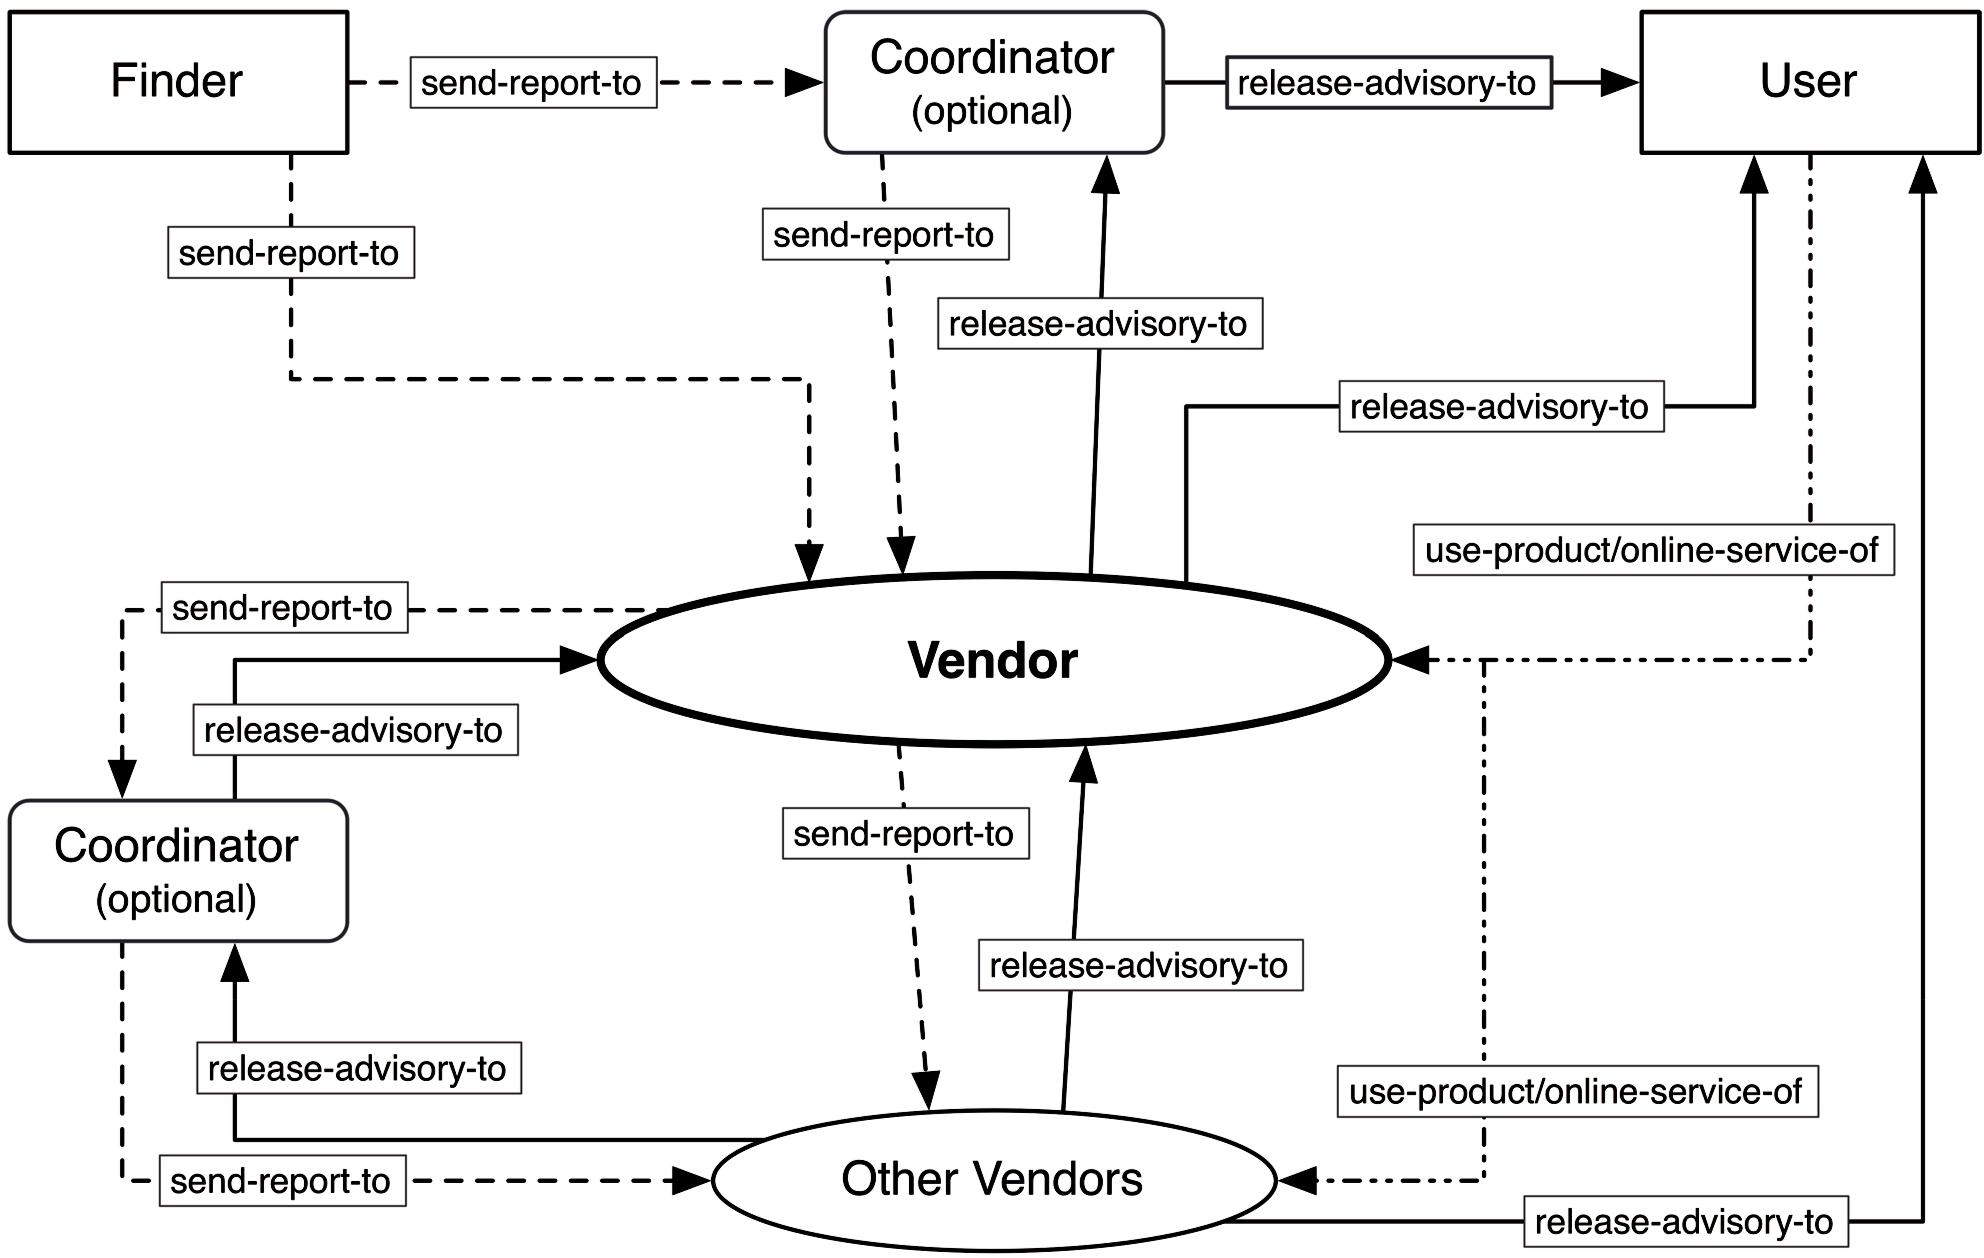 Finder
send-report-to
Coordinator
(optional)
release-advisory-to
User
send-report-to
send-report-to
release-advisory-to
release-advisory-to
use-product/online-service-of
send-report-to
Vendor
release-advisory-to
send-report-to
Coordinator
(optional)
release-advisory-to
release-advisory-to
use-product/online-service-of
send-report-to
Other Vendors
release-advisory-to